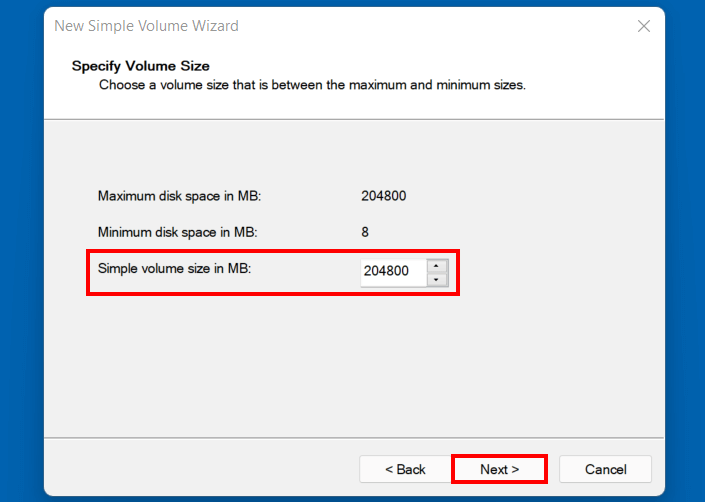 New Simple Volume Wizard
Specify Volume Size
Choose a volume size that is between the maximum and minimum sizes.
Maximum disk space in MB: 204800
Minimum disk space in MB: 8
Simple volume size in MB: 204800
< Back Next > Cancel